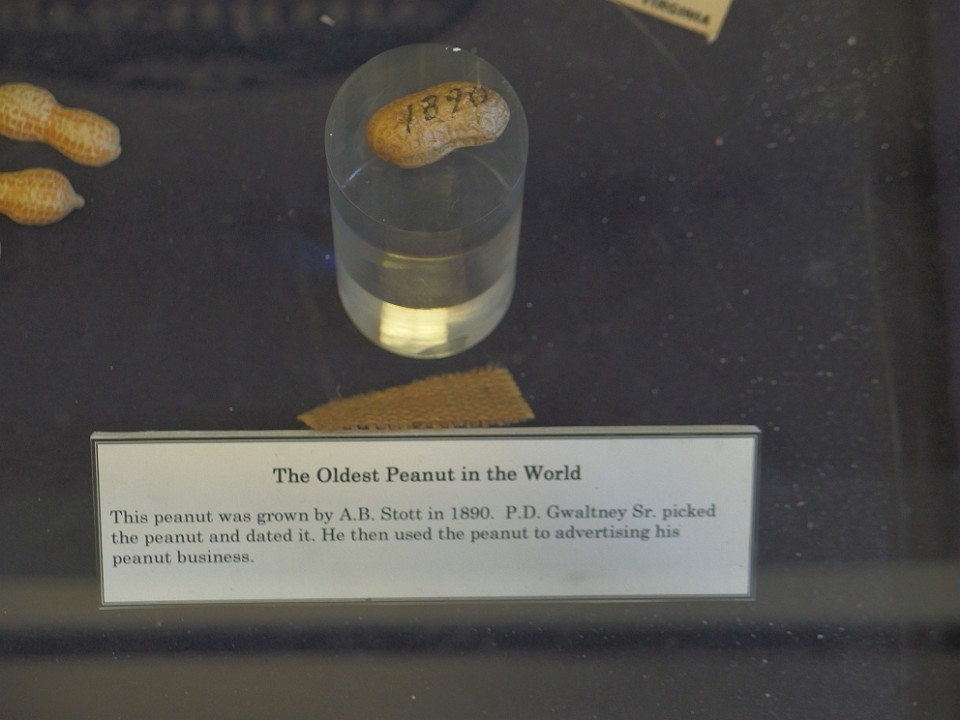 VIRGINIA
1890
The Oldest Peanut in the World
This peanut was grown by A.B. Stott in 1890. P.D. Gwaltney Sr. picked
the peanut and dated it. He then used the peanut to advertising his
peanut business.